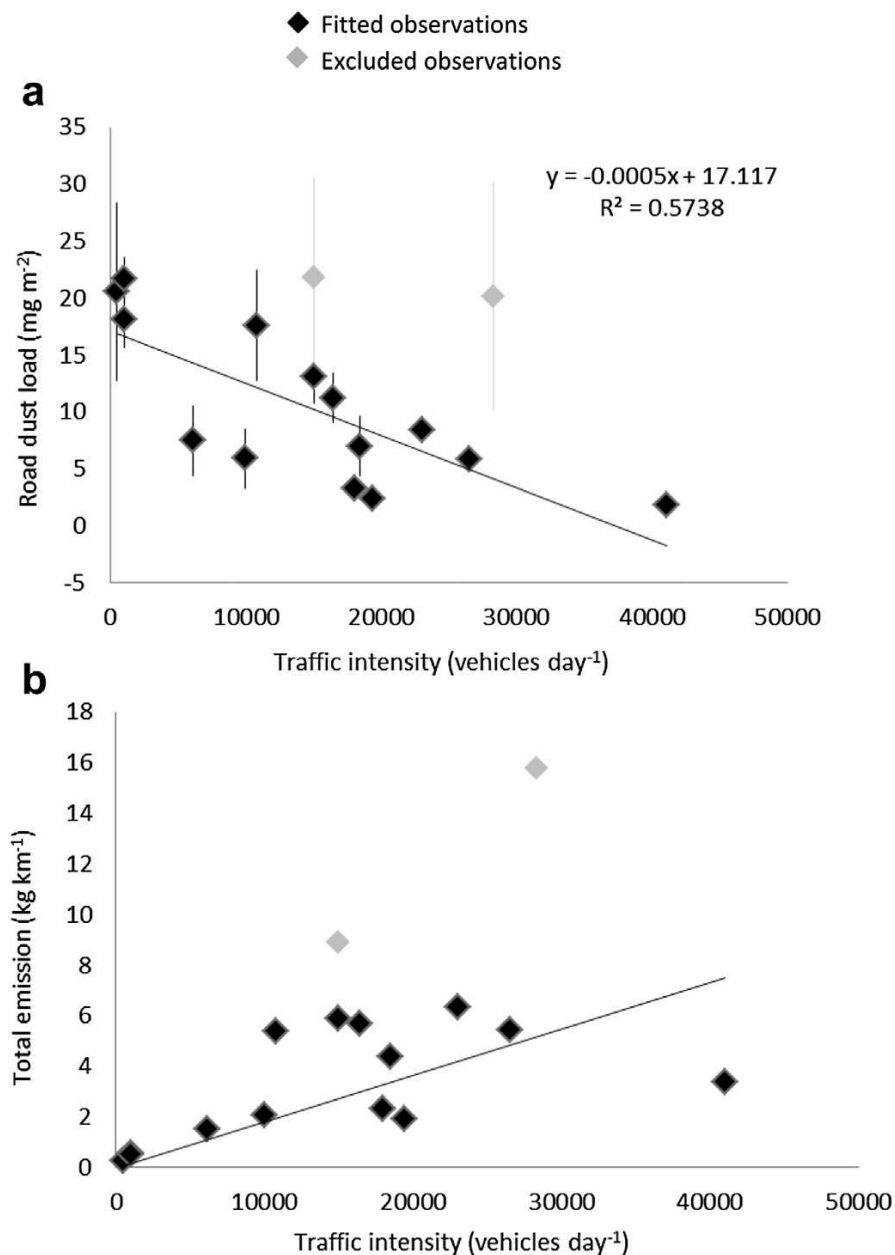 Fitted observations
Excluded observations
a
35
30
25
20
15
10
5
0
-5
Road dust load (mg m⁻²)
y = -0.0005x + 17.117
R² = 0.5738
0 10000 20000 30000 40000 50000
Traffic intensity (vehicles day⁻¹)
b
18
16
14
12
10
8
6
4
2
0
Total emission (kg km⁻¹)
0 10000 20000 30000 40000 50000
Traffic intensity (vehicles day⁻¹)